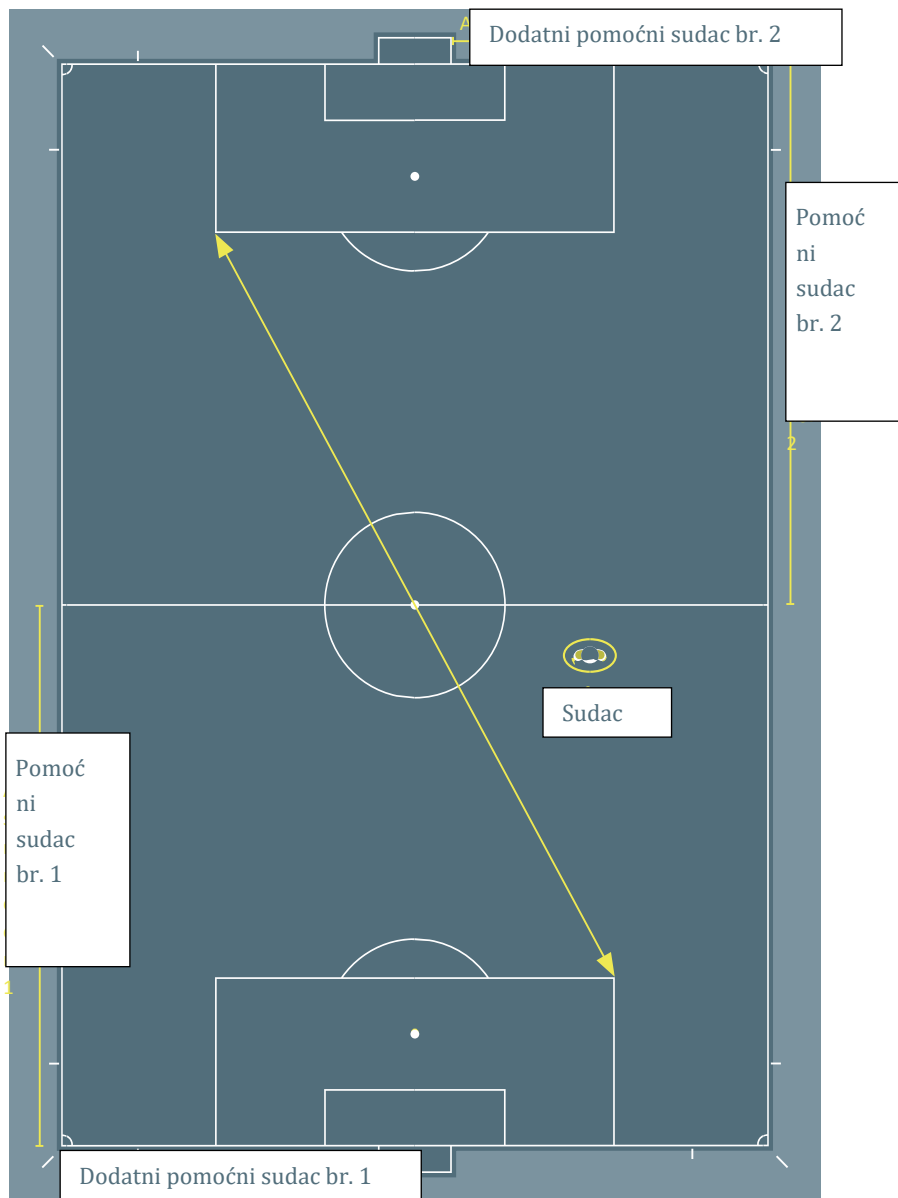 A
Dodatni pomoćni sudac br. 2
Pomoć
ni
sudac
br. 2
2
Sudac
Pomoć
ni
sudac
br. 1
1
Dodatni pomoćni sudac br. 1